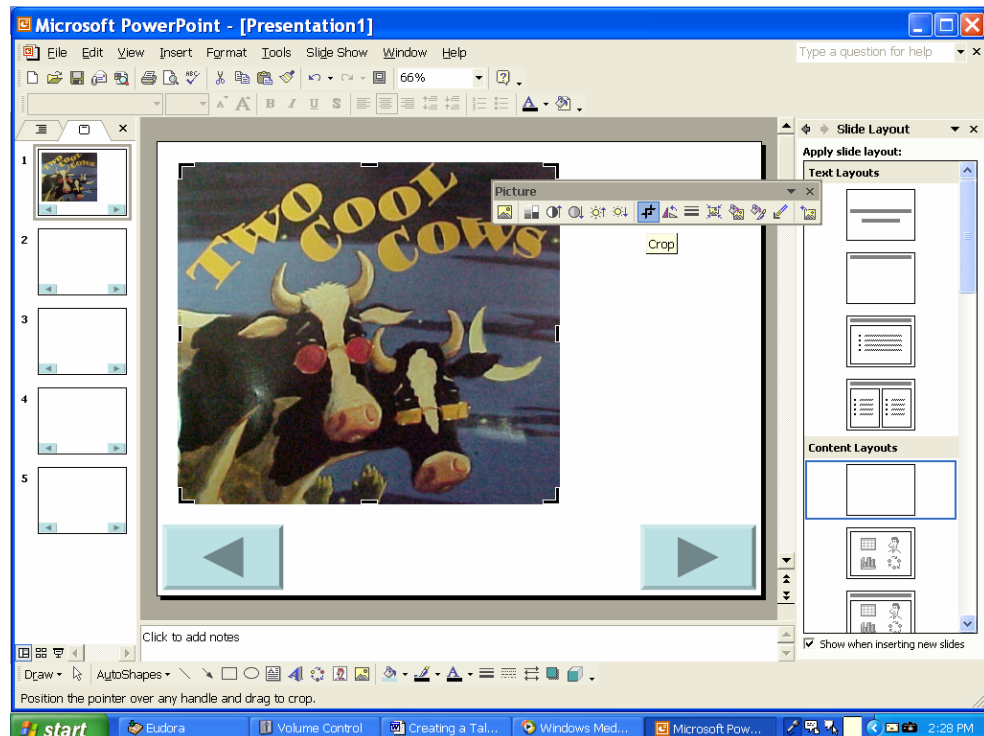 Microsoft PowerPoint - [Presentation1]
File Edit View Insert Format Tools Slide Show Window Help
Type a question for help
66%
B I U S
Slide Layout
Apply slide layout:
Text Layouts
Content Layouts
Show when inserting new slides
1
2
3
4
5
TWO
COOL
COWS
Picture
Crop
Click to add notes
Draw AutoShapes
Position the pointer over any handle and drag to crop.
start Eudora Volume Control Creating a Tal... Windows Med... Microsoft Pow... 2:28 PM